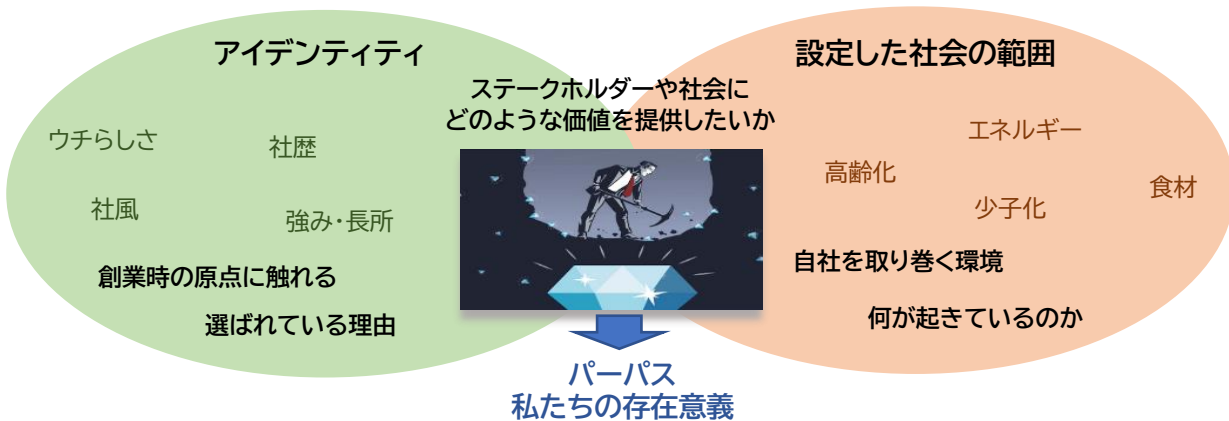 アイデンティティ
ウチらしさ
社歴
社風
強み・長所
創業時の原点に触れる
選ばれている理由
ステークホルダーや社会に
どのような価値を提供したいか
パーパス
私たちの存在意義
設定した社会の範囲
エネルギー
高齢化
食材
少子化
自社を取り巻く環境
何が起きているのか